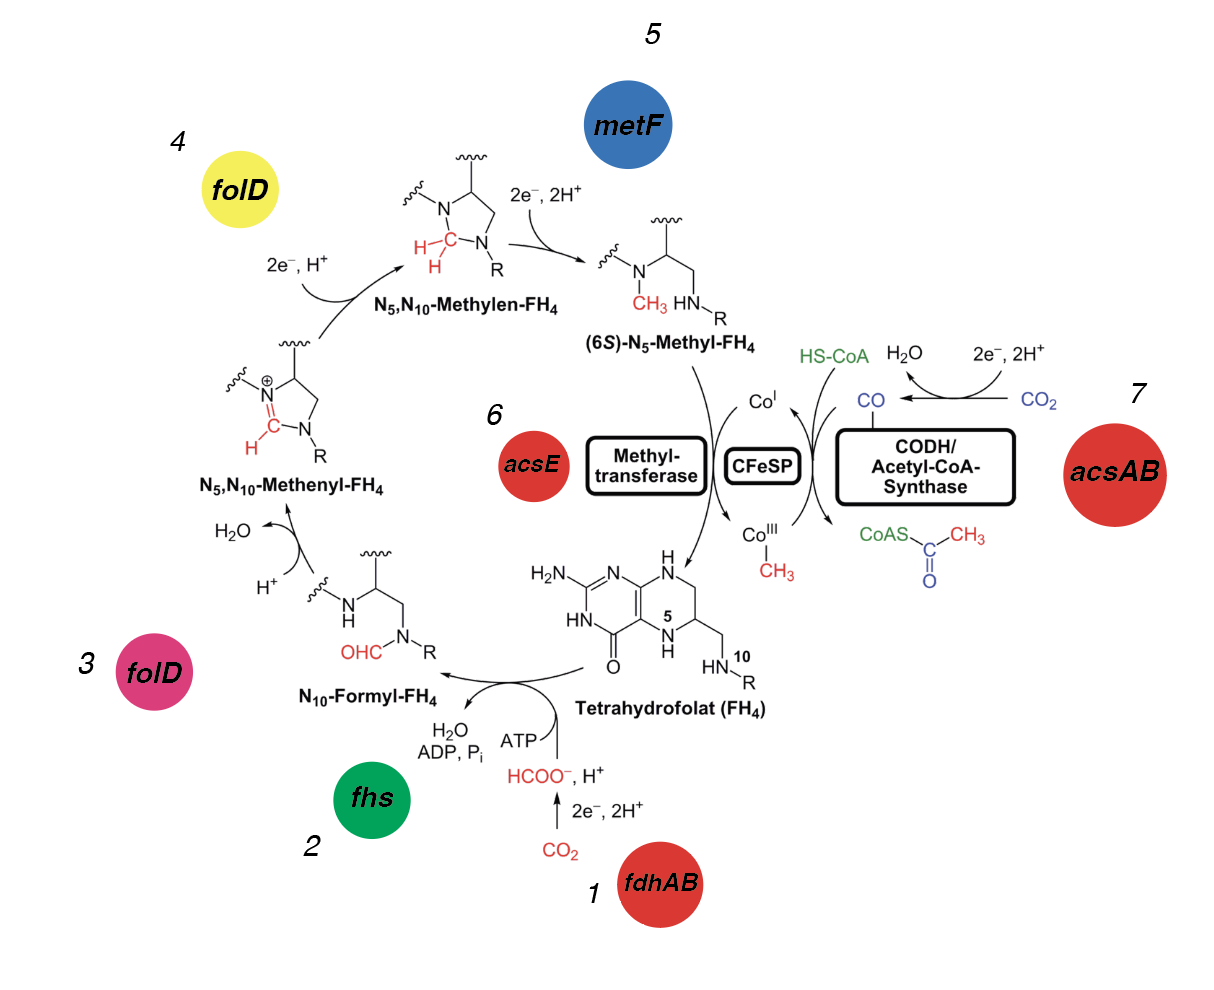 5
metF
4
folD
2e⁻, 2H⁺
N
H
C
N
H
R
N₅,N₁₀-Methylen-FH₄
2e⁻, H⁺
N
CH₃
HN
R
(6S)-N₅-Methyl-FH₄
HS-CoA
H₂O
2e⁻, 2H⁺
Coᴵ
CO
CO₂
7
⊕
N
C
N
H
R
N₅,N₁₀-Methenyl-FH₄
6
acsE
Methyl-
transferase
CFeSP
CODH/
Acetyl-CoA-
Synthase
acsAB
H₂O
H⁺
Coᴵᴵᴵ
CH₃
CoAS
C
CH₃
O
N
H
N
OHC
R
N₁₀-Formyl-FH₄
H₂N
N
H
N
HN
5
N
H
O
10
HN
R
Tetrahydrofolat (FH₄)
3
folD
H₂O
ADP, Pᵢ
ATP
HCOO⁻, H⁺
2e⁻, 2H⁺
CO₂
fhs
2
1
fdhAB